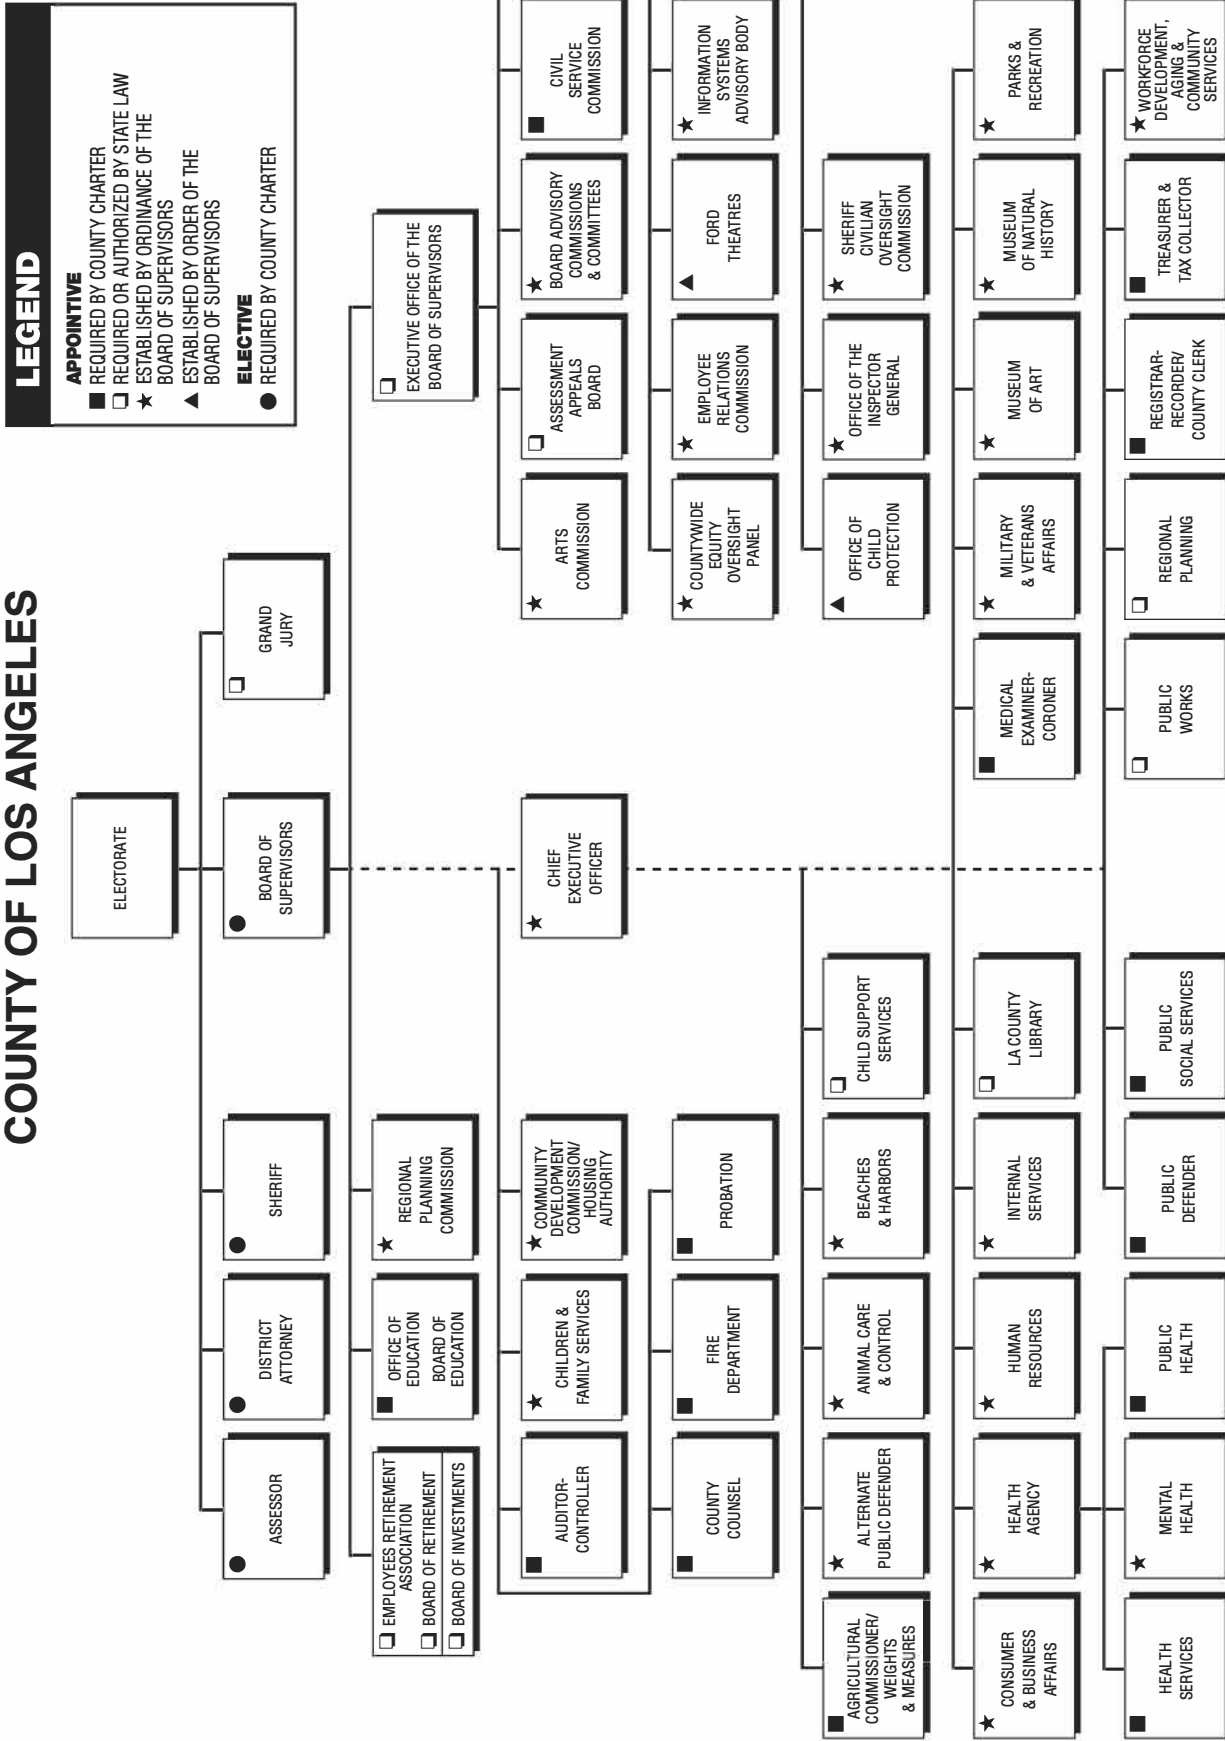 COUNTY OF LOS ANGELES
LEGEND
APPOINTIVE
■ REQUIRED BY COUNTY CHARTER
❑ REQUIRED OR AUTHORIZED BY STATE LAW
★ ESTABLISHED BY ORDINANCE OF THE
BOARD OF SUPERVISORS
▲ ESTABLISHED BY ORDER OF THE
BOARD OF SUPERVISORS
ELECTIVE
● REQUIRED BY COUNTY CHARTER
ELECTORATE
● ASSESSOR
● DISTRICT
ATTORNEY
● SHERIFF
● BOARD OF
SUPERVISORS
❑ GRAND
JURY
❑ EMPLOYEES RETIREMENT
ASSOCIATION
❑ BOARD OF RETIREMENT
❑ BOARD OF INVESTMENTS
■ OFFICE OF
EDUCATION
BOARD OF
EDUCATION
★ REGIONAL
PLANNING
COMMISSION
❑ EXECUTIVE OFFICE OF THE
BOARD OF SUPERVISORS
■ AUDITOR-
CONTROLLER
★ CHILDREN &
FAMILY SERVICES
★ COMMUNITY
DEVELOPMENT
COMMISSION/
HOUSING
AUTHORITY
★ CHIEF
EXECUTIVE
OFFICER
★ ARTS
COMMISSION
❑ ASSESSMENT
APPEALS
BOARD
★ BOARD ADVISORY
COMMISSIONS
& COMMITTEES
■ CIVIL
SERVICE
COMMISSION
■ COUNTY
COUNSEL
■ FIRE
DEPARTMENT
■ PROBATION
★ COUNTYWIDE
EQUITY
OVERSIGHT
PANEL
★ EMPLOYEE
RELATIONS
COMMISSION
▲ FORD
THEATRES
★ INFORMATION
SYSTEMS
ADVISORY BODY
■ AGRICULTURAL
COMMISSIONER/
WEIGHTS
& MEASURES
★ ALTERNATE
PUBLIC DEFENDER
★ ANIMAL CARE
& CONTROL
★ BEACHES
& HARBORS
❑ CHILD SUPPORT
SERVICES
▲ OFFICE OF
CHILD
PROTECTION
★ OFFICE OF THE
INSPECTOR
GENERAL
★ SHERIFF
CIVILIAN
OVERSIGHT
COMMISSION
★ CONSUMER
& BUSINESS
AFFAIRS
★ HEALTH
AGENCY
★ HUMAN
RESOURCES
★ INTERNAL
SERVICES
❑ LA COUNTY
LIBRARY
■ MEDICAL
EXAMINER-
CORONER
★ MILITARY
& VETERANS
AFFAIRS
★ MUSEUM
OF ART
★ MUSEUM
OF NATURAL
HISTORY
★ PARKS &
RECREATION
■ HEALTH
SERVICES
★ MENTAL
HEALTH
■ PUBLIC
HEALTH
■ PUBLIC
DEFENDER
■ PUBLIC
SOCIAL SERVICES
❑ PUBLIC
WORKS
❑ REGIONAL
PLANNING
■ REGISTRAR-
RECORDER/
COUNTY CLERK
■ TREASURER &
TAX COLLECTOR
★ WORKFORCE
DEVELOPMENT,
AGING &
COMMUNITY
SERVICES